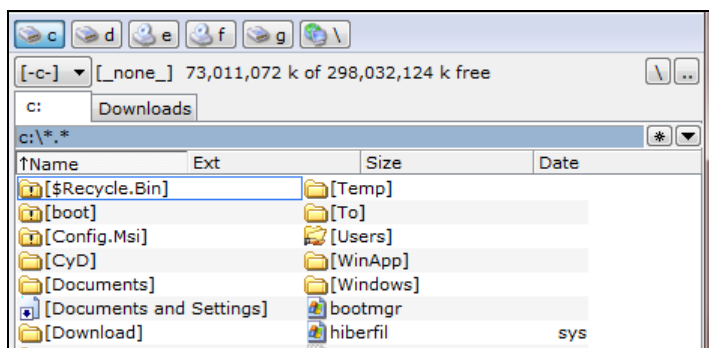 c d e f g \
[-c-] [_none_] 73,011,072 k of 298,032,124 k free \ ..
c: Downloads
c:\*.* * ▼
↑Name Ext Size Date
[$Recycle.Bin] [Temp]
[boot] [To]
[Config.Msi] [Users]
[CyD] [WinApp]
[Documents] [Windows]
[Documents and Settings] bootmgr
[Download] hiberfil sys